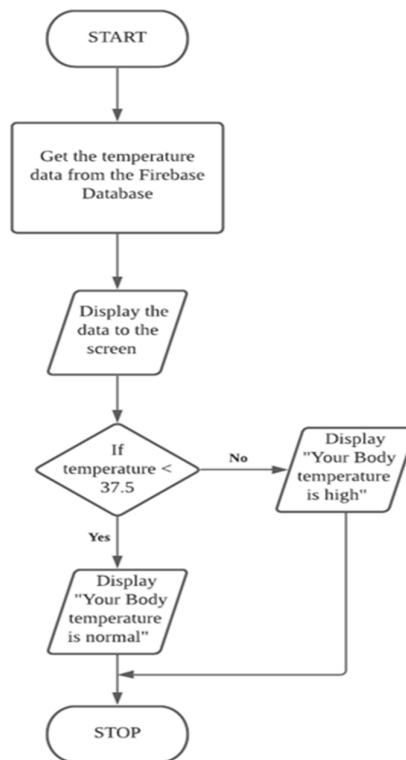 START
Get the temperature
data from the Firebase
Database
Display the
data to the
screen
If
temperature <
37.5
No
Display
"Your Body
temperature
is high"
Yes
Display
"Your Body
temperature
is normal"
STOP